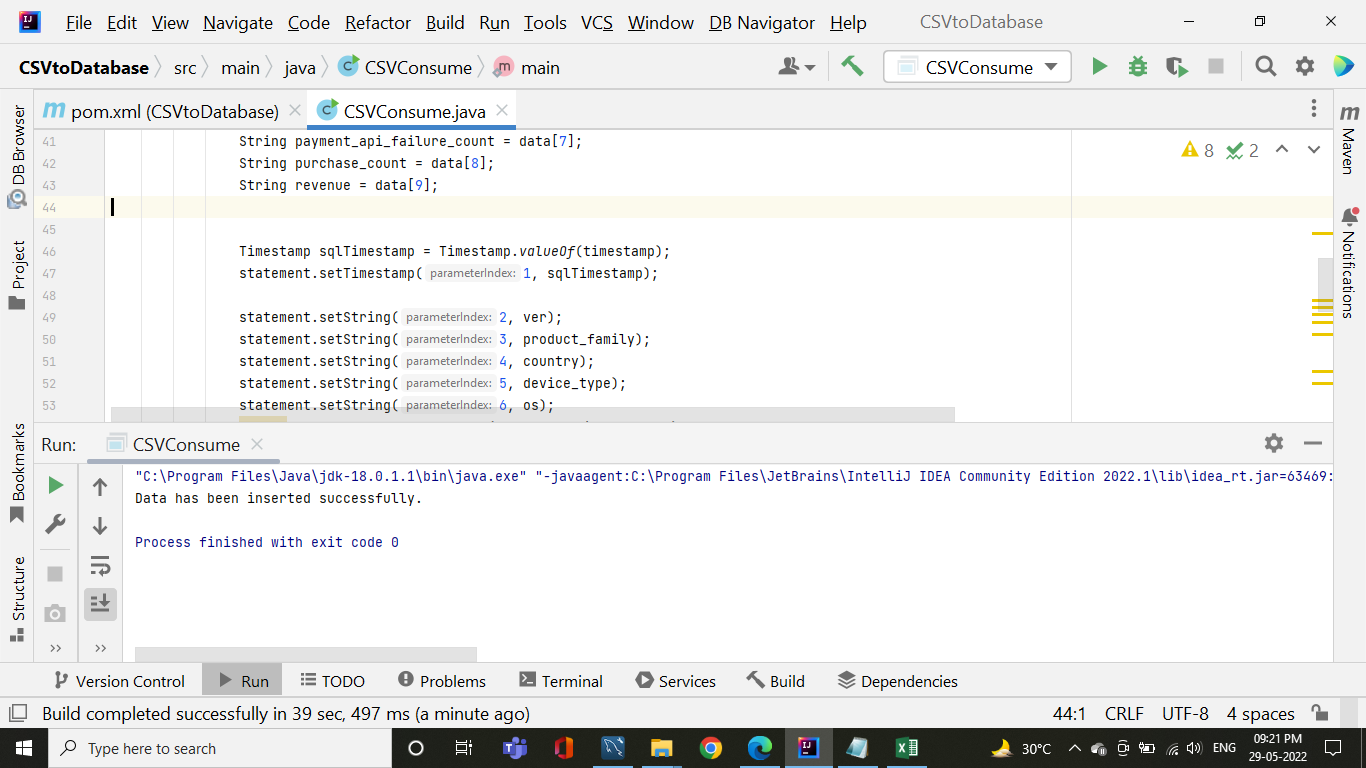 File Edit View Navigate Code Refactor Build Run Tools VCS Window DB Navigator Help CSVtoDatabase
CSVtoDatabase src main java CSVConsume main CSVConsume
pom.xml (CSVtoDatabase) CSVConsume.java
41 String payment_api_failure_count = data[7];
42 String purchase_count = data[8];
43 String revenue = data[9];
44
45
46 Timestamp sqlTimestamp = Timestamp.valueOf(timestamp);
47 statement.setTimestamp( parameterIndex: 1, sqlTimestamp);
48
49 statement.setString( parameterIndex: 2, ver);
50 statement.setString( parameterIndex: 3, product_family);
51 statement.setString( parameterIndex: 4, country);
52 statement.setString( parameterIndex: 5, device_type);
53 statement.setString( parameterIndex: 6, os);
8 2
DB Browser
Project
Bookmarks
Structure
Maven
Notifications
Run: CSVConsume
"C:\Program Files\Java\jdk-18.0.1.1\bin\java.exe" "-javaagent:C:\Program Files\JetBrains\IntelliJ IDEA Community Edition 2022.1\lib\idea_rt.jar=63469:
Data has been inserted successfully.
Process finished with exit code 0
Version Control Run TODO Problems Terminal Services Build Dependencies
Build completed successfully in 39 sec, 497 ms (a minute ago) 44:1 CRLF UTF-8 4 spaces
Type here to search 30°C ENG 09:21 PM
29-05-2022